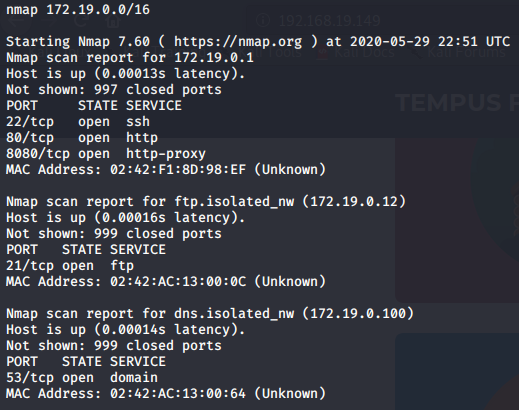 nmap 172.19.0.0/16
192.168.19.149
Starting Nmap 7.60 ( https://nmap.org ) at 2020-05-29 22:51 UTC
Nmap scan report for 172.19.0.1
Host is up (0.00013s latency).
Not shown: 997 closed ports
TEMPUS
PORT     STATE SERVICE
22/tcp   open  ssh
80/tcp   open  http
8080/tcp open  http-proxy
MAC Address: 02:42:F1:8D:98:EF (Unknown)
Nmap scan report for ftp.isolated_nw (172.19.0.12)
Host is up (0.00016s latency).
Not shown: 999 closed ports
PORT   STATE SERVICE
21/tcp open  ftp
MAC Address: 02:42:AC:13:00:0C (Unknown)
Nmap scan report for dns.isolated_nw (172.19.0.100)
Host is up (0.00014s latency).
Not shown: 999 closed ports
PORT   STATE SERVICE
53/tcp open  domain
MAC Address: 02:42:AC:13:00:64 (Unknown)